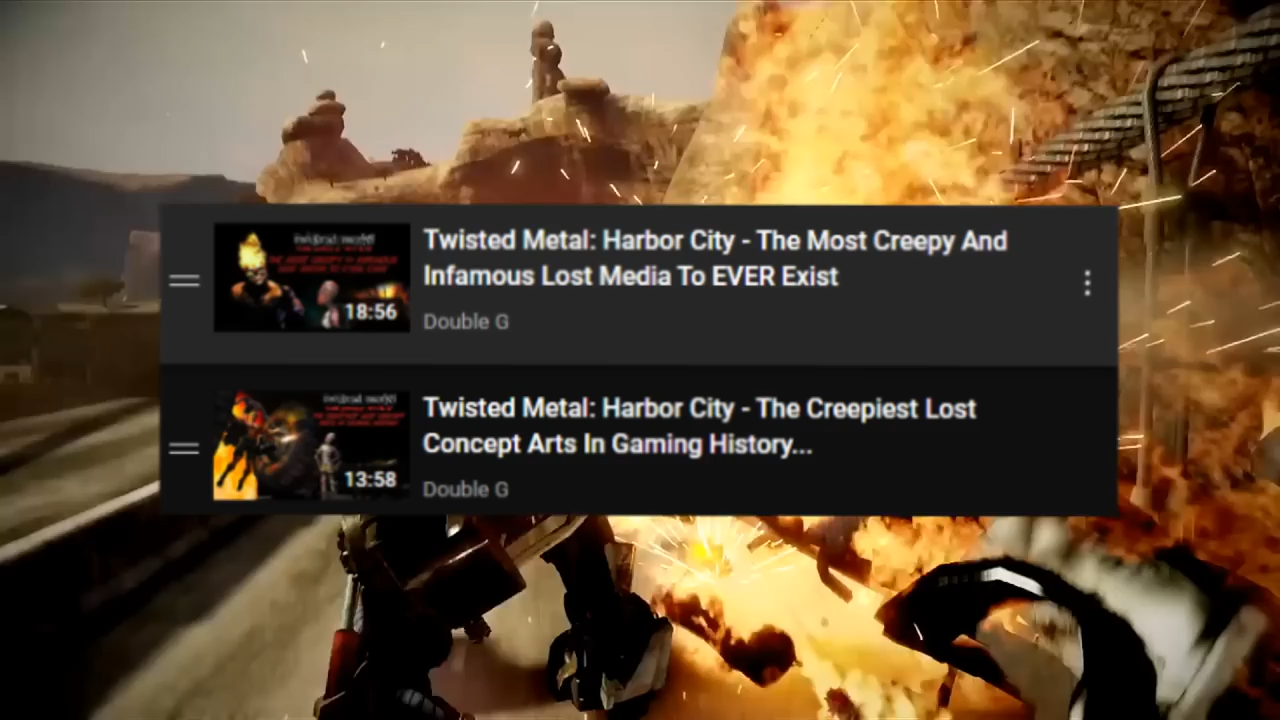 Twisted Metal: Harbor City - The Most Creepy And
Infamous Lost Media To EVER Exist
18:56
Double G
Twisted Metal: Harbor City - The Creepiest Lost
Concept Arts In Gaming History...
13:58
Double G